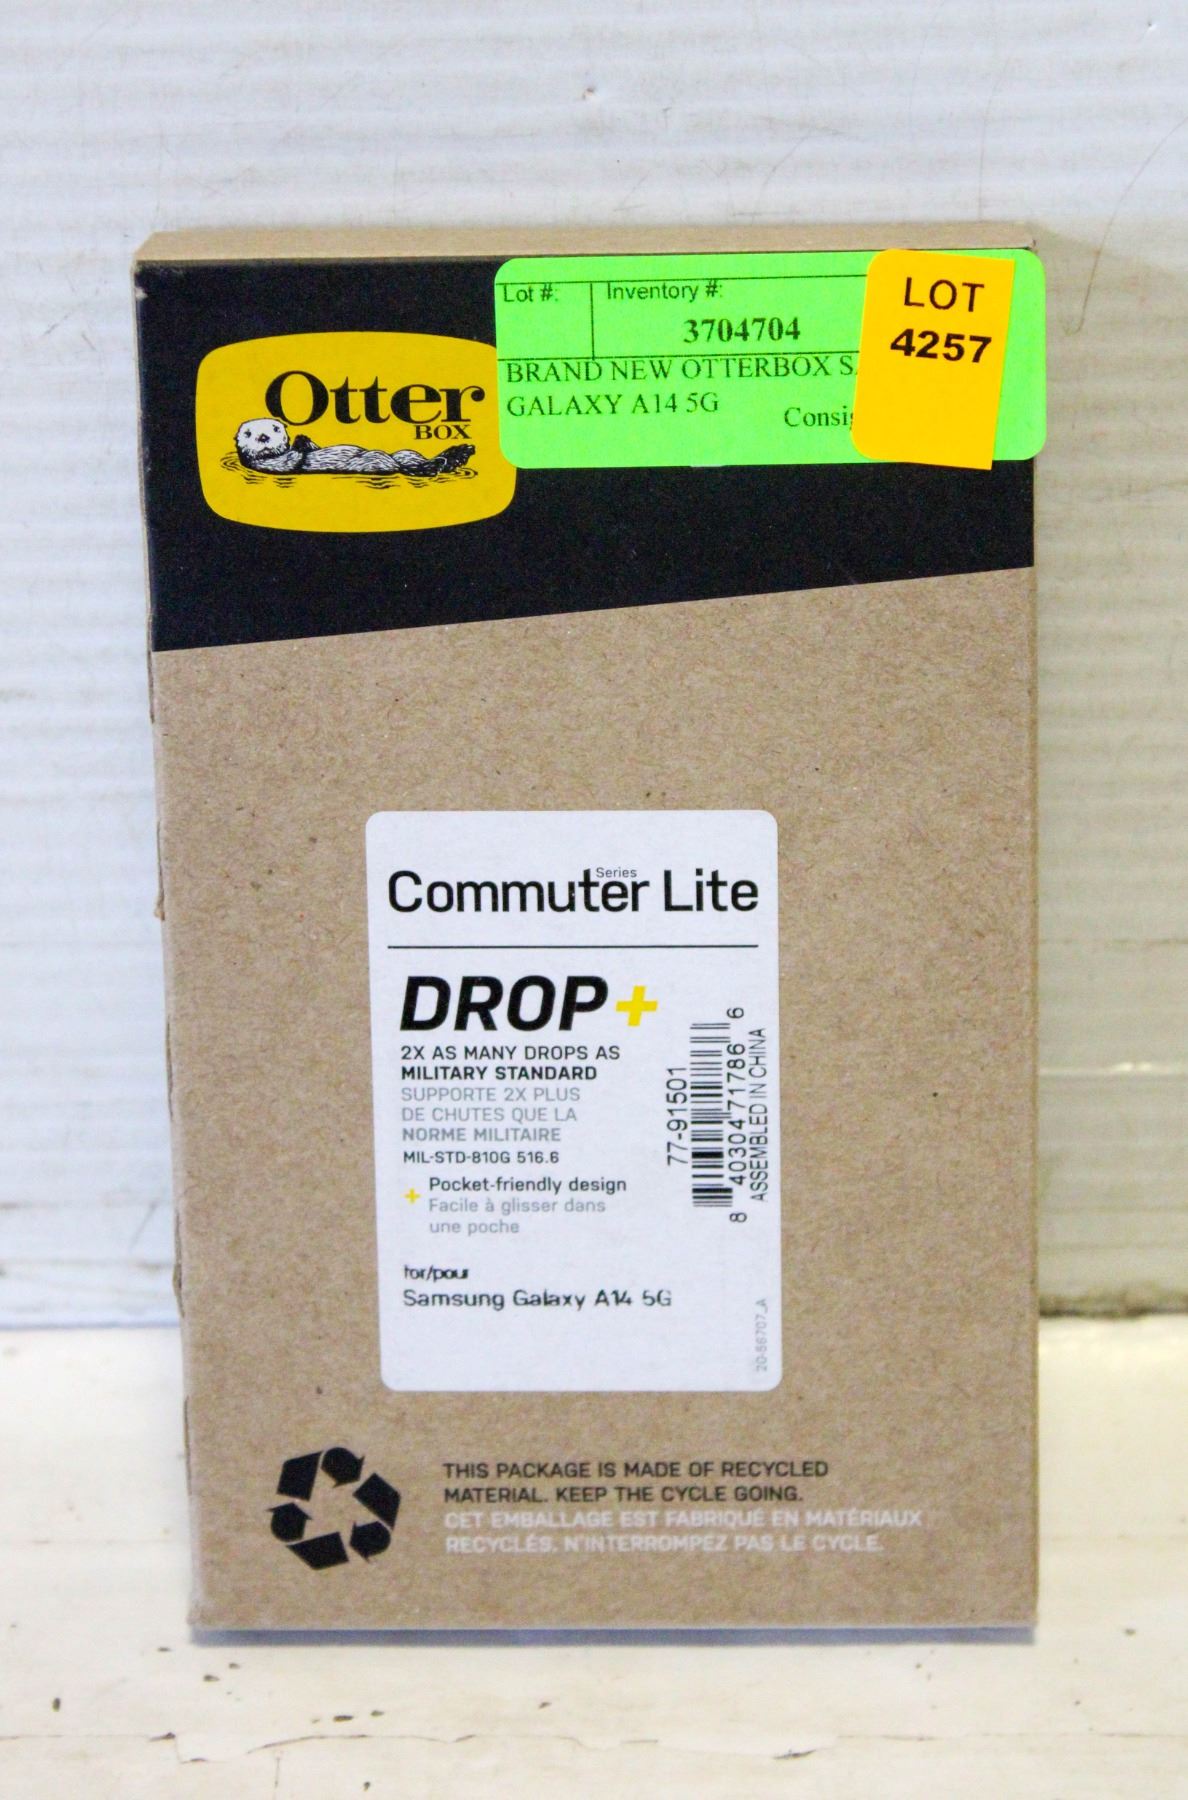 Otter
BOX
Lot #: Inventory #:
3704704
BRAND NEW OTTERBOX
GALAXY A14 5G
LOT
4257
Commuter Series Lite
DROP+
2X AS MANY DROPS AS
MILITARY STANDARD
SUPPORTE 2X PLUS
DE CHUTES QUE LA
NORME MILITAIRE
MIL-STD-810G 516.6
+ Pocket-friendly design
Facile à glisser dans
une poche
for/pour
Samsung Galaxy A14 5G
77-91501
8 40304 71786 6
ASSEMBLED IN CHINA
20-56707_A
THIS PACKAGE IS MADE OF RECYCLED
MATERIAL. KEEP THE CYCLE GOING.
CET EMBALLAGE EST FABRIQUÉ EN MATÉRIAUX
RECYCLÉS. N'INTERROMPEZ PAS LE CYCLE.